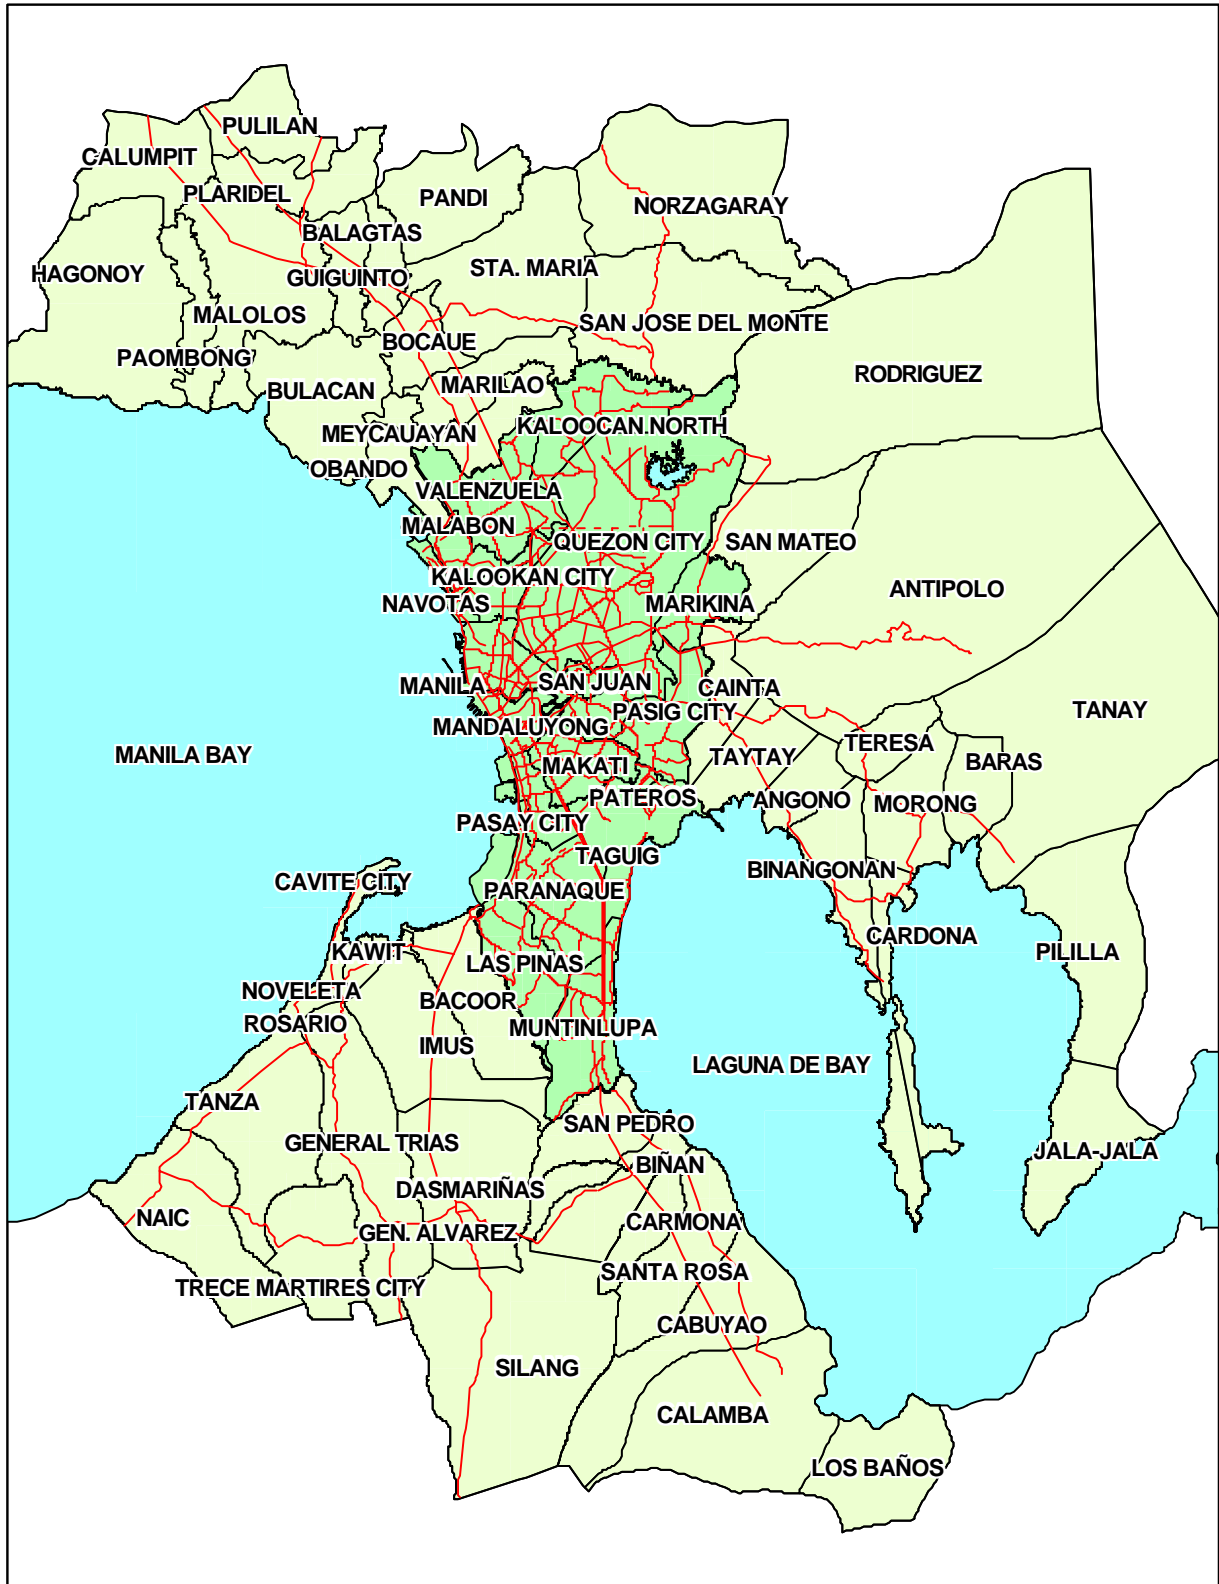 PULILAN
CALUMPIT
PLARIDEL
PANDI
NORZAGARAY
BALAGTAS
HAGONOY
GUIGUINTO
STA. MARIA
MALOLOS
SAN JOSE DEL MONTE
BOCAUE
PAOMBONG
RODRIGUEZ
BULACAN
MARILAO
KALOOCAN NORTH
MEYCAUAYAN
OBANDO
VALENZUELA
MALABON
QUEZON CITY
SAN MATEO
KALOOKAN CITY
ANTIPOLO
NAVOTAS
MARIKINA
MANILA
SAN JUAN
CAINTA
PASIG CITY
TANAY
MANDALUYONG
TERESA
MANILA BAY
TAYTAY
BARAS
MAKATI
PATEROS
ANGONO
MORONG
PASAY CITY
TAGUIG
BINANGONAN
CAVITE CITY
PARANAQUE
CARDONA
KAWIT
PILILLA
LAS PINAS
NOVELETA
BACOOR
ROSARIO
MUNTINLUPA
IMUS
LAGUNA DE BAY
TANZA
SAN PEDRO
GENERAL TRIAS
JALA-JALA
BIÑAN
DASMARIÑAS
NAIC
CARMONA
GEN. ALVAREZ
SANTA ROSA
TRECE MARTIRES CITY
CABUYAO
SILANG
CALAMBA
LOS BAÑOS